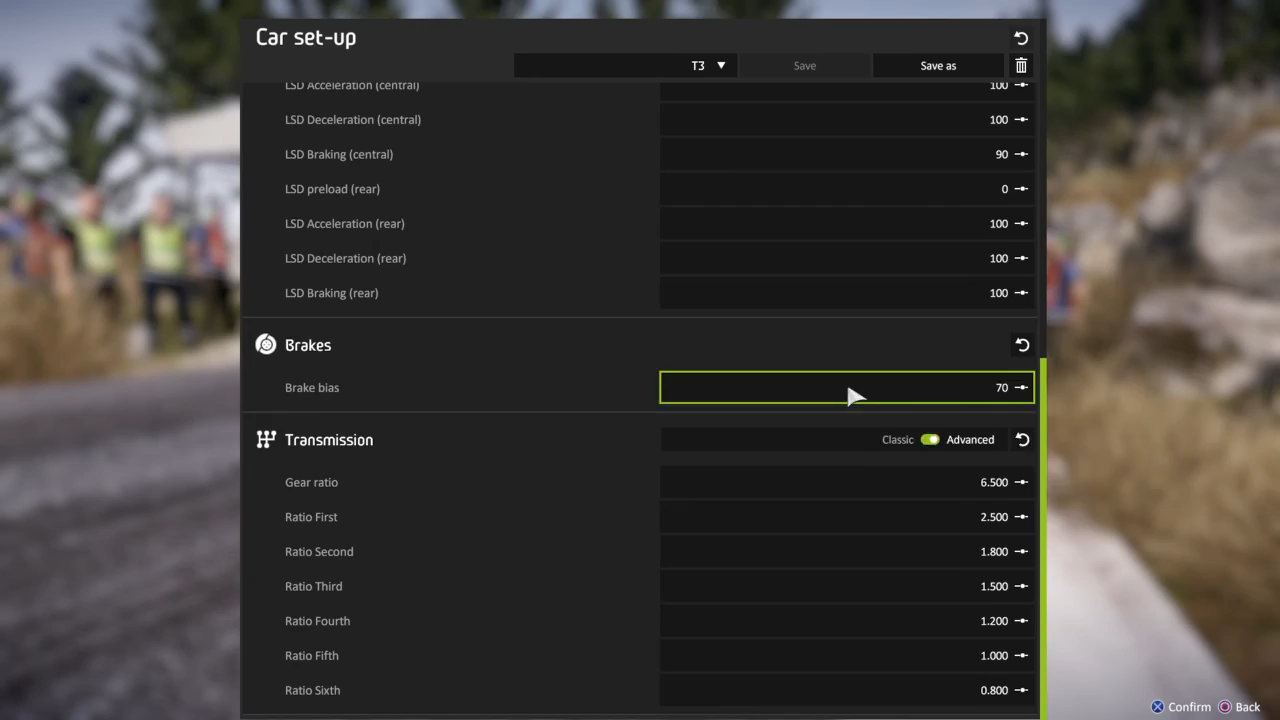 Car set-up
T3 Save Save as
LSD Acceleration (central) 100
LSD Deceleration (central) 100
LSD Braking (central) 90
LSD preload (rear) 0
LSD Acceleration (rear) 100
LSD Deceleration (rear) 100
LSD Braking (rear) 100
Brakes
Brake bias 70
Transmission Classic Advanced
Gear ratio 6.500
Ratio First 2.500
Ratio Second 1.800
Ratio Third 1.500
Ratio Fourth 1.200
Ratio Fifth 1.000
Ratio Sixth 0.800
Confirm Back